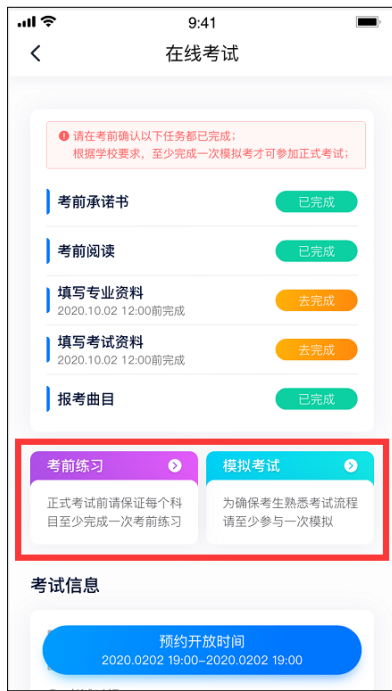 9:41
在线考试
请在考前确认以下任务都已完成;
根据学校要求，至少完成一次模拟考才可参加正式考试;
考前承诺书
已完成
考前阅读
已完成
填写专业资料
去完成
2020.10.02 12:00前完成
填写考试资料
去完成
2020.10.02 12:00前完成
报考曲目
已完成
考前练习
正式考试前请保证每个科
目至少完成一次考前练习
模拟考试
为确保考生熟悉考试流程
请至少参与一次模拟
考试信息
预约开放时间
2020.0202 19:00-2020.0202 19:00